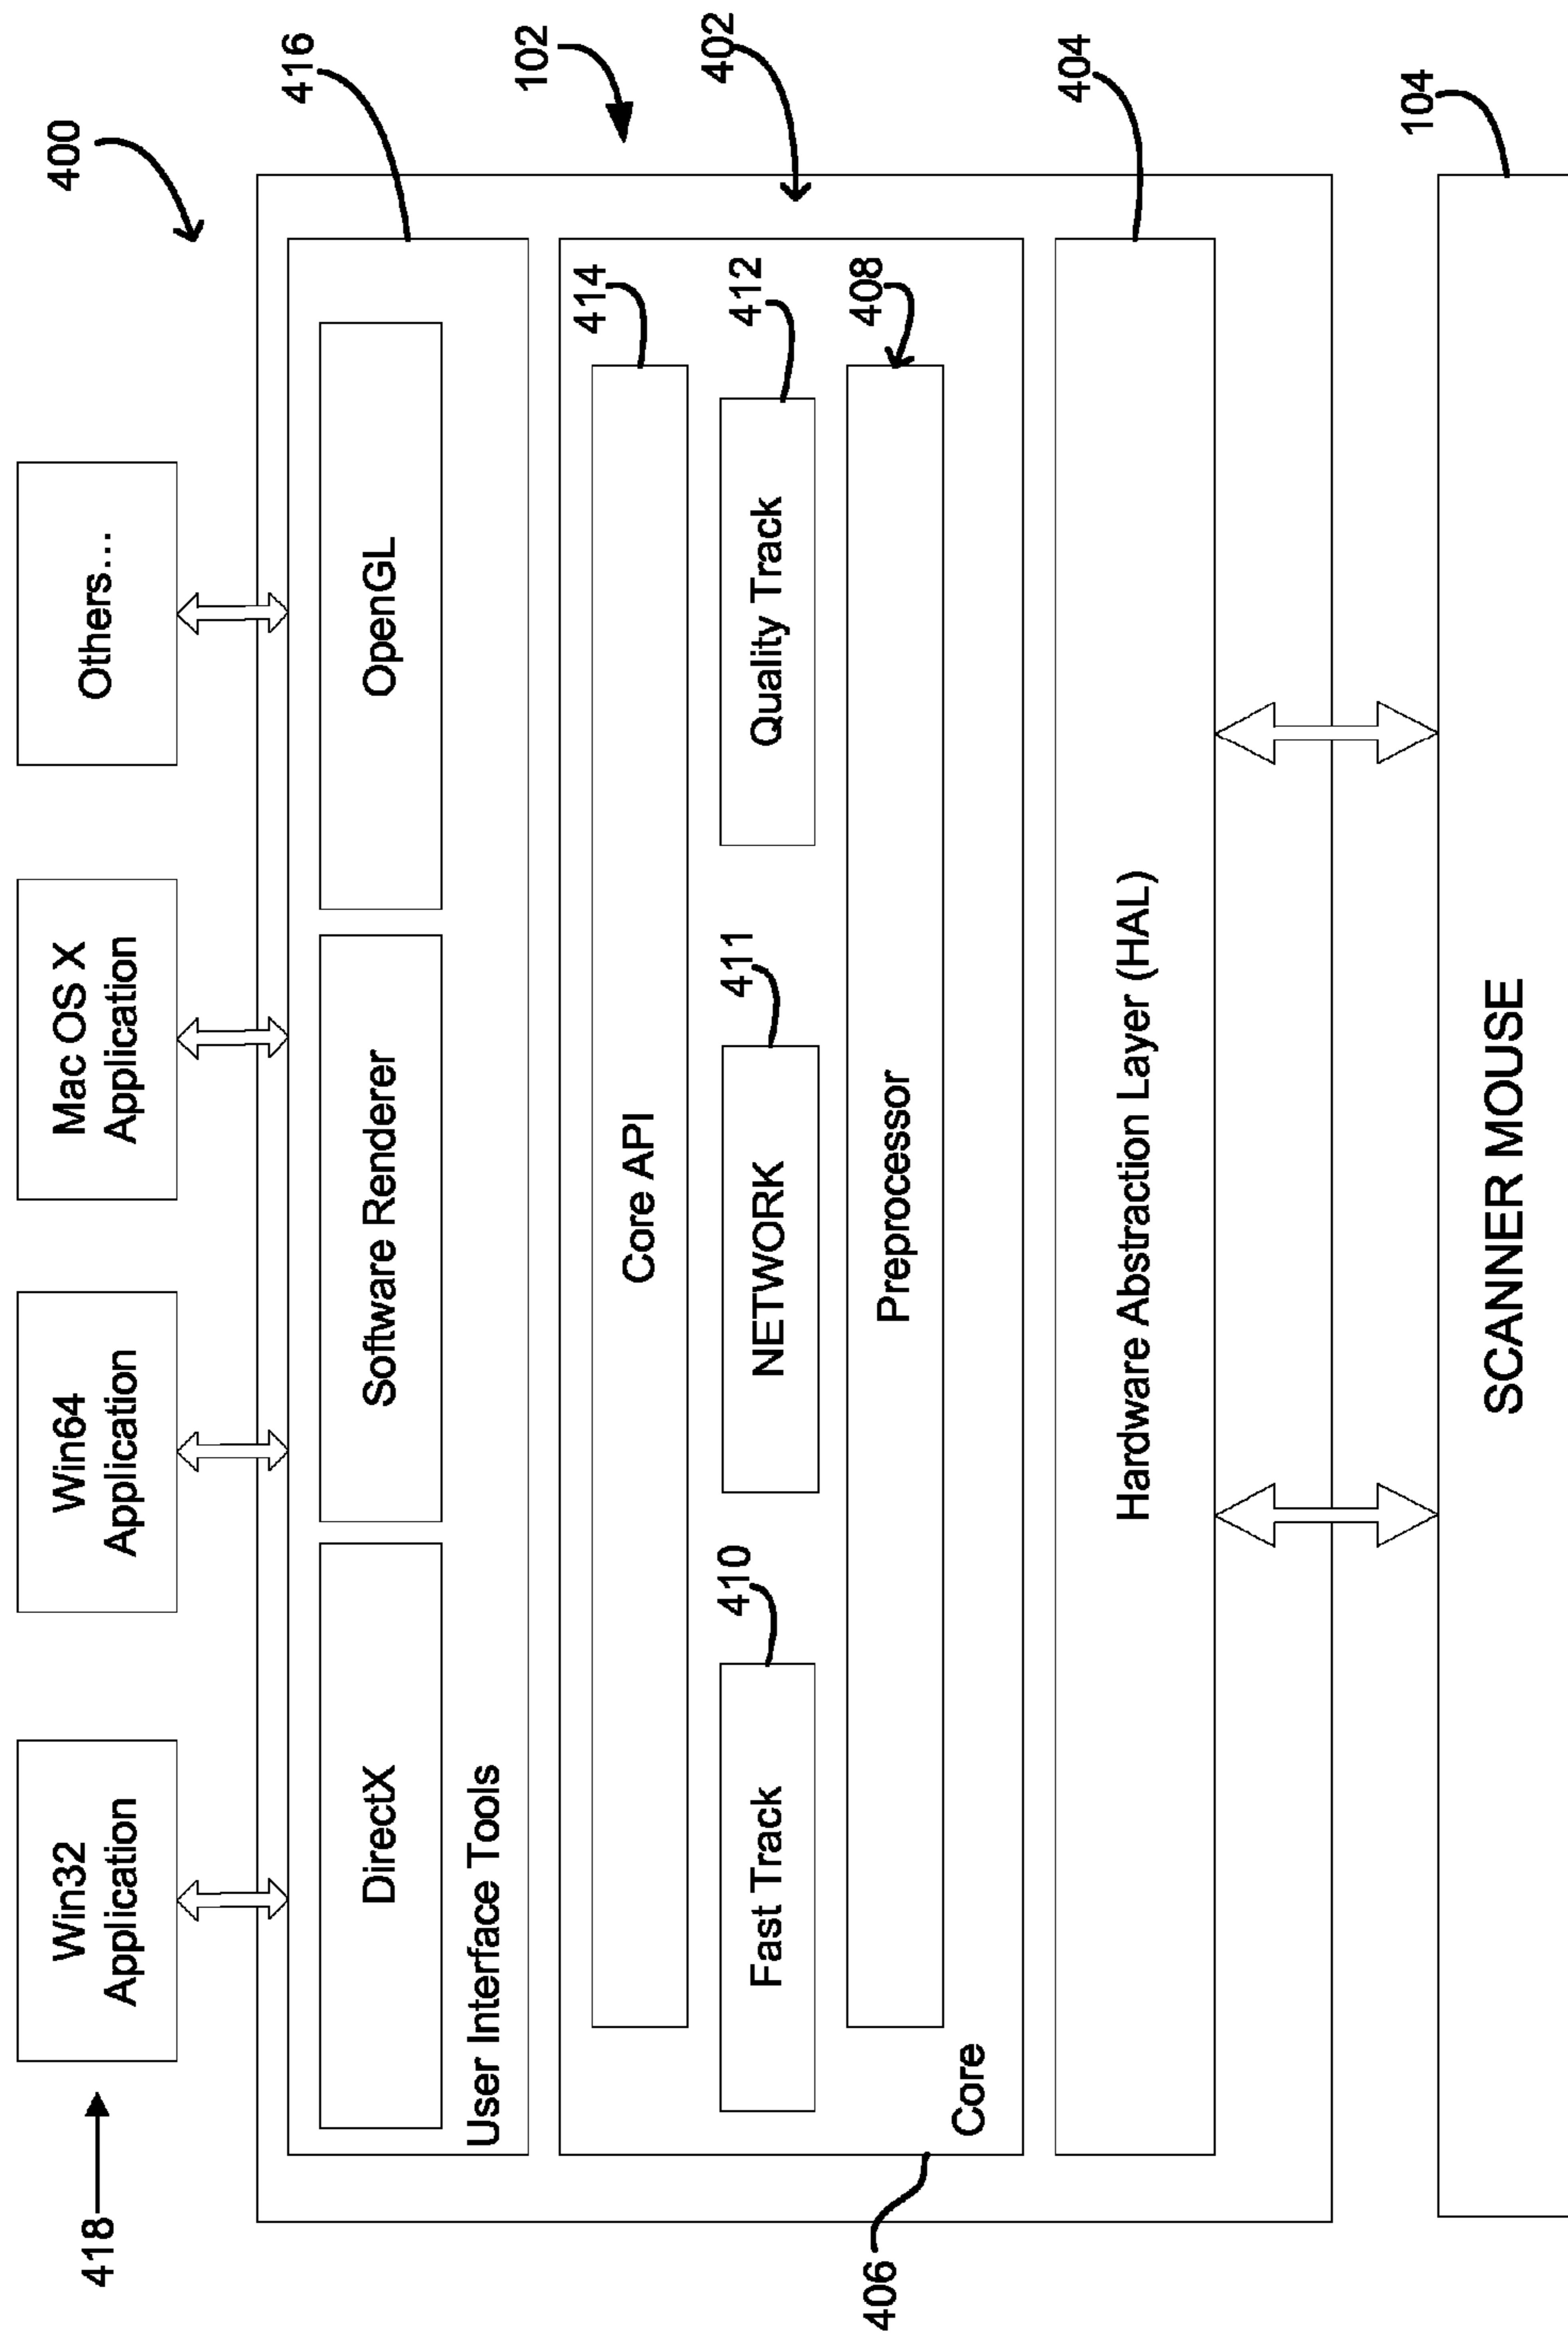 400
418
Win32
Application
Win64
Application
Mac OS X
Application
Others...
416
DirectX
Software Renderer
OpenGL
User Interface Tools
102
414
Core API
410
411
412
402
Fast Track
NETWORK
Quality Track
408
Preprocessor
406
Core
404
Hardware Abstraction Layer (HAL)
104
SCANNER MOUSE